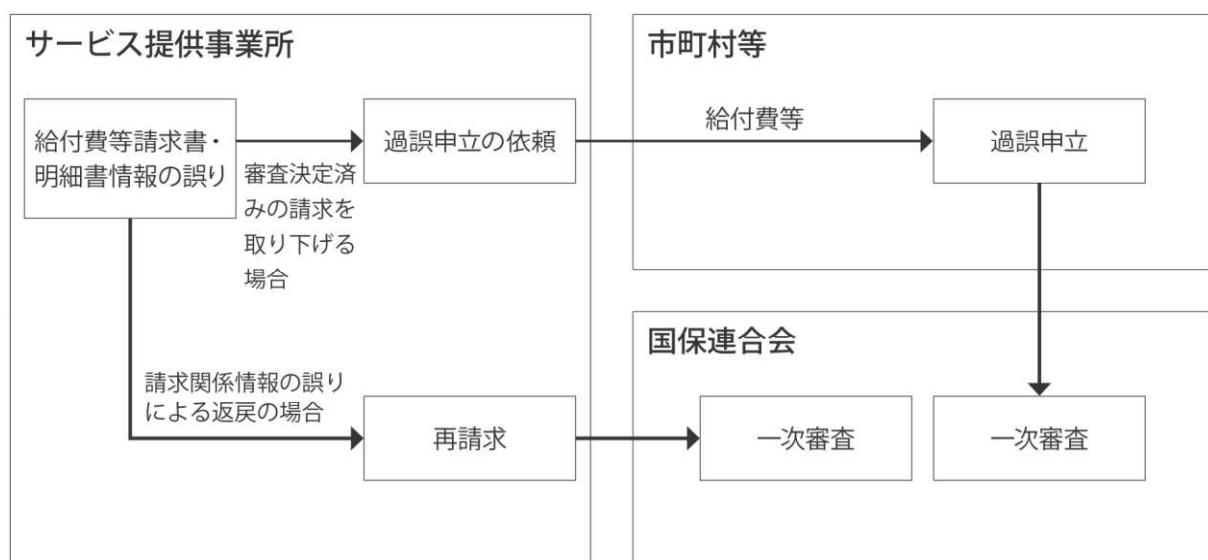 サービス提供事業所
給付費等請求書・
明細書情報の誤り
審査決定済
みの請求を
取り下げる
場合
過誤申立の依頼
請求関係情報の誤り
による返戻の場合
再請求
市町村等
給付費等
過誤申立
国保連合会
一次審査
一次審査